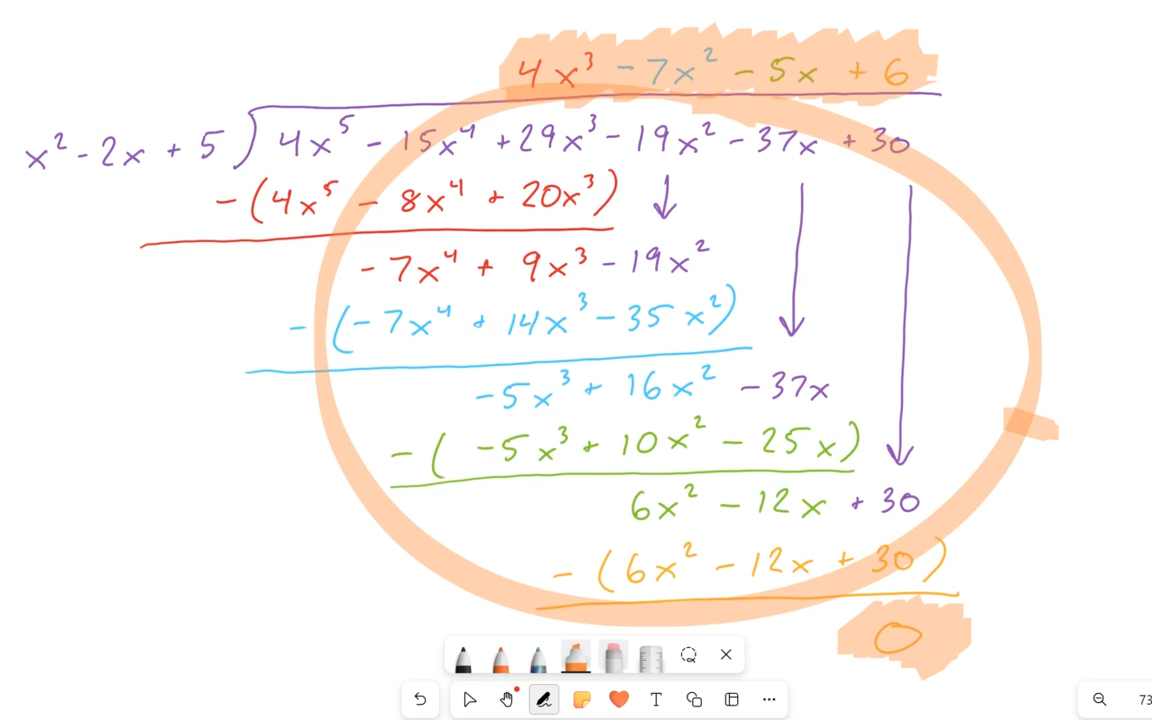 4x³ - 7x² - 5x + 6
x² - 2x + 5 ) 4x⁵ - 15x⁴ + 29x³ - 19x² - 37x + 30
- (4x⁵ - 8x⁴ + 20x³)
- 7x⁴ + 9x³ - 19x²
- (- 7x⁴ + 14x³ - 35x²)
- 5x³ + 16x² - 37x
- ( - 5x³ + 10x² - 25x)
6x² - 12x + 30
- (6x² - 12x + 30)
0
T
73